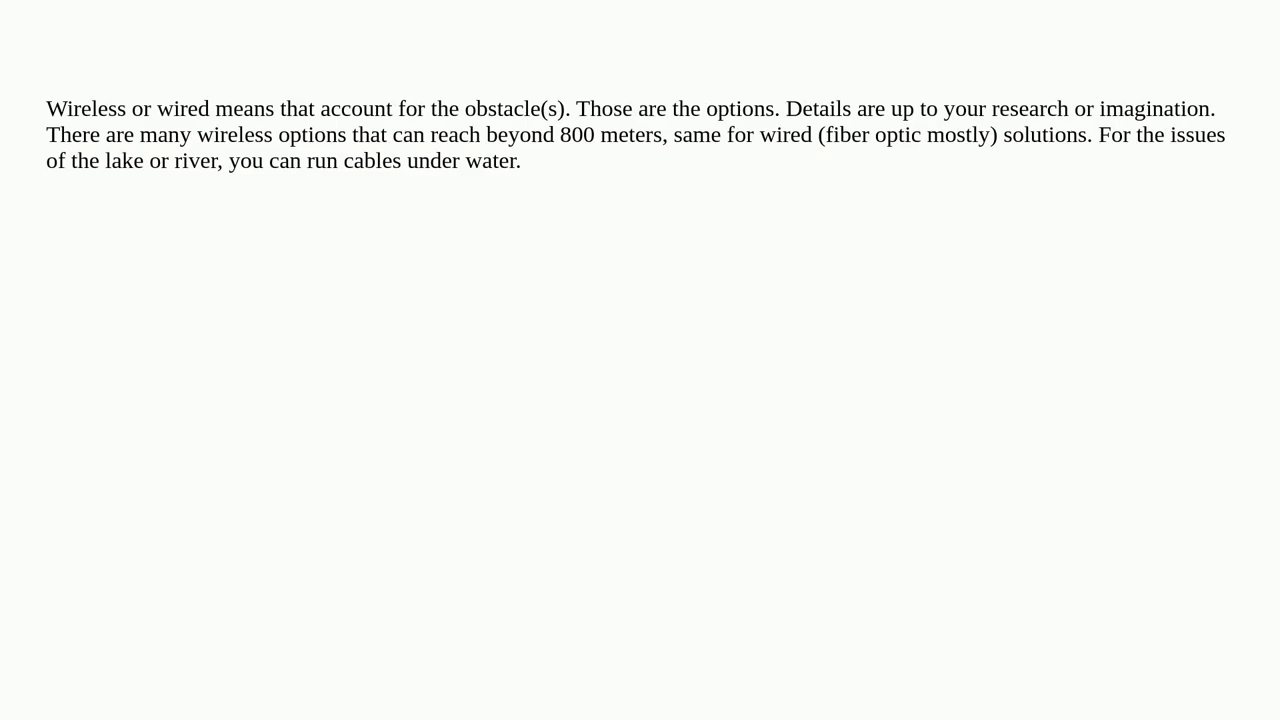 Wireless or wired means that account for the obstacle(s). Those are the options. Details are up to your research or imagination.
There are many wireless options that can reach beyond 800 meters, same for wired (fiber optic mostly) solutions. For the issues
of the lake or river, you can run cables under water.